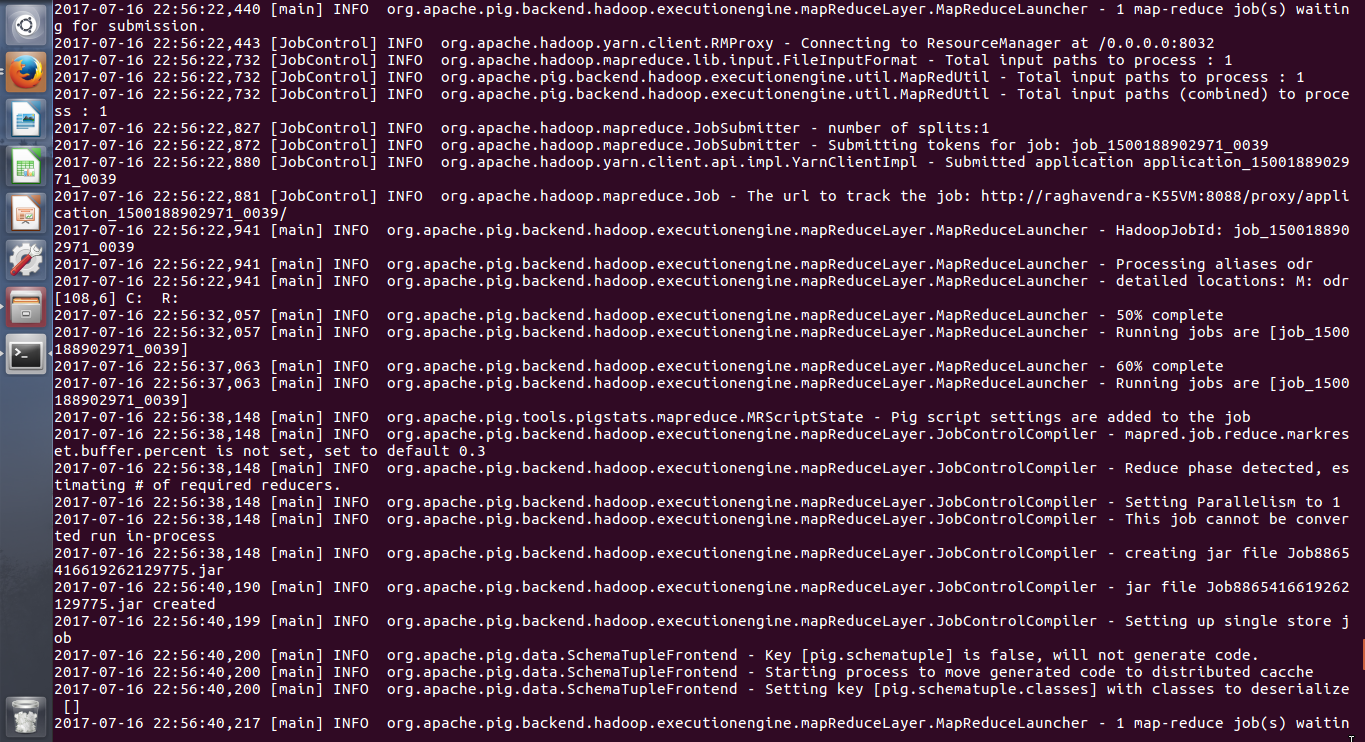 2017-07-16 22:56:22,440 [main] INFO  org.apache.pig.backend.hadoop.executionengine.mapReduceLayer.MapReduceLauncher - 1 map-reduce job(s) waitin
g for submission.
2017-07-16 22:56:22,443 [JobControl] INFO  org.apache.hadoop.yarn.client.RMProxy - Connecting to ResourceManager at /0.0.0.0:8032
2017-07-16 22:56:22,732 [JobControl] INFO  org.apache.hadoop.mapreduce.lib.input.FileInputFormat - Total input paths to process : 1
2017-07-16 22:56:22,732 [JobControl] INFO  org.apache.pig.backend.hadoop.executionengine.util.MapRedUtil - Total input paths to process : 1
2017-07-16 22:56:22,732 [JobControl] INFO  org.apache.pig.backend.hadoop.executionengine.util.MapRedUtil - Total input paths (combined) to proce
ss : 1
2017-07-16 22:56:22,827 [JobControl] INFO  org.apache.hadoop.mapreduce.JobSubmitter - number of splits:1
2017-07-16 22:56:22,872 [JobControl] INFO  org.apache.hadoop.mapreduce.JobSubmitter - Submitting tokens for job: job_1500188902971_0039
2017-07-16 22:56:22,880 [JobControl] INFO  org.apache.hadoop.yarn.client.api.impl.YarnClientImpl - Submitted application application_15001889029
71_0039
2017-07-16 22:56:22,881 [JobControl] INFO  org.apache.hadoop.mapreduce.Job - The url to track the job: http://raghavendra-K55VM:8088/proxy/appli
cation_1500188902971_0039/
2017-07-16 22:56:22,941 [main] INFO  org.apache.pig.backend.hadoop.executionengine.mapReduceLayer.MapReduceLauncher - HadoopJobId: job_150018890
2971_0039
2017-07-16 22:56:22,941 [main] INFO  org.apache.pig.backend.hadoop.executionengine.mapReduceLayer.MapReduceLauncher - Processing aliases odr
2017-07-16 22:56:22,941 [main] INFO  org.apache.pig.backend.hadoop.executionengine.mapReduceLayer.MapReduceLauncher - detailed locations: M: odr
[108,6] C:  R:
2017-07-16 22:56:32,057 [main] INFO  org.apache.pig.backend.hadoop.executionengine.mapReduceLayer.MapReduceLauncher - 50% complete
2017-07-16 22:56:32,057 [main] INFO  org.apache.pig.backend.hadoop.executionengine.mapReduceLayer.MapReduceLauncher - Running jobs are [job_1500
188902971_0039]
2017-07-16 22:56:37,063 [main] INFO  org.apache.pig.backend.hadoop.executionengine.mapReduceLayer.MapReduceLauncher - 60% complete
2017-07-16 22:56:37,063 [main] INFO  org.apache.pig.backend.hadoop.executionengine.mapReduceLayer.MapReduceLauncher - Running jobs are [job_1500
188902971_0039]
2017-07-16 22:56:38,148 [main] INFO  org.apache.pig.tools.pigstats.mapreduce.MRScriptState - Pig script settings are added to the job
2017-07-16 22:56:38,148 [main] INFO  org.apache.pig.backend.hadoop.executionengine.mapReduceLayer.JobControlCompiler - mapred.job.reduce.markres
et.buffer.percent is not set, set to default 0.3
2017-07-16 22:56:38,148 [main] INFO  org.apache.pig.backend.hadoop.executionengine.mapReduceLayer.JobControlCompiler - Reduce phase detected, es
timating # of required reducers.
2017-07-16 22:56:38,148 [main] INFO  org.apache.pig.backend.hadoop.executionengine.mapReduceLayer.JobControlCompiler - Setting Parallelism to 1
2017-07-16 22:56:38,148 [main] INFO  org.apache.pig.backend.hadoop.executionengine.mapReduceLayer.JobControlCompiler - This job cannot be conver
ted run in-process
2017-07-16 22:56:38,148 [main] INFO  org.apache.pig.backend.hadoop.executionengine.mapReduceLayer.JobControlCompiler - creating jar file Job8865
416619262129775.jar
2017-07-16 22:56:40,190 [main] INFO  org.apache.pig.backend.hadoop.executionengine.mapReduceLayer.JobControlCompiler - jar file Job8865416619262
129775.jar created
2017-07-16 22:56:40,199 [main] INFO  org.apache.pig.backend.hadoop.executionengine.mapReduceLayer.JobControlCompiler - Setting up single store j
ob
2017-07-16 22:56:40,200 [main] INFO  org.apache.pig.data.SchemaTupleFrontend - Key [pig.schematuple] is false, will not generate code.
2017-07-16 22:56:40,200 [main] INFO  org.apache.pig.data.SchemaTupleFrontend - Starting process to move generated code to distributed cacche
2017-07-16 22:56:40,200 [main] INFO  org.apache.pig.data.SchemaTupleFrontend - Setting key [pig.schematuple.classes] with classes to deserialize
 []
2017-07-16 22:56:40,217 [main] INFO  org.apache.pig.backend.hadoop.executionengine.mapReduceLayer.MapReduceLauncher - 1 map-reduce job(s) waitin